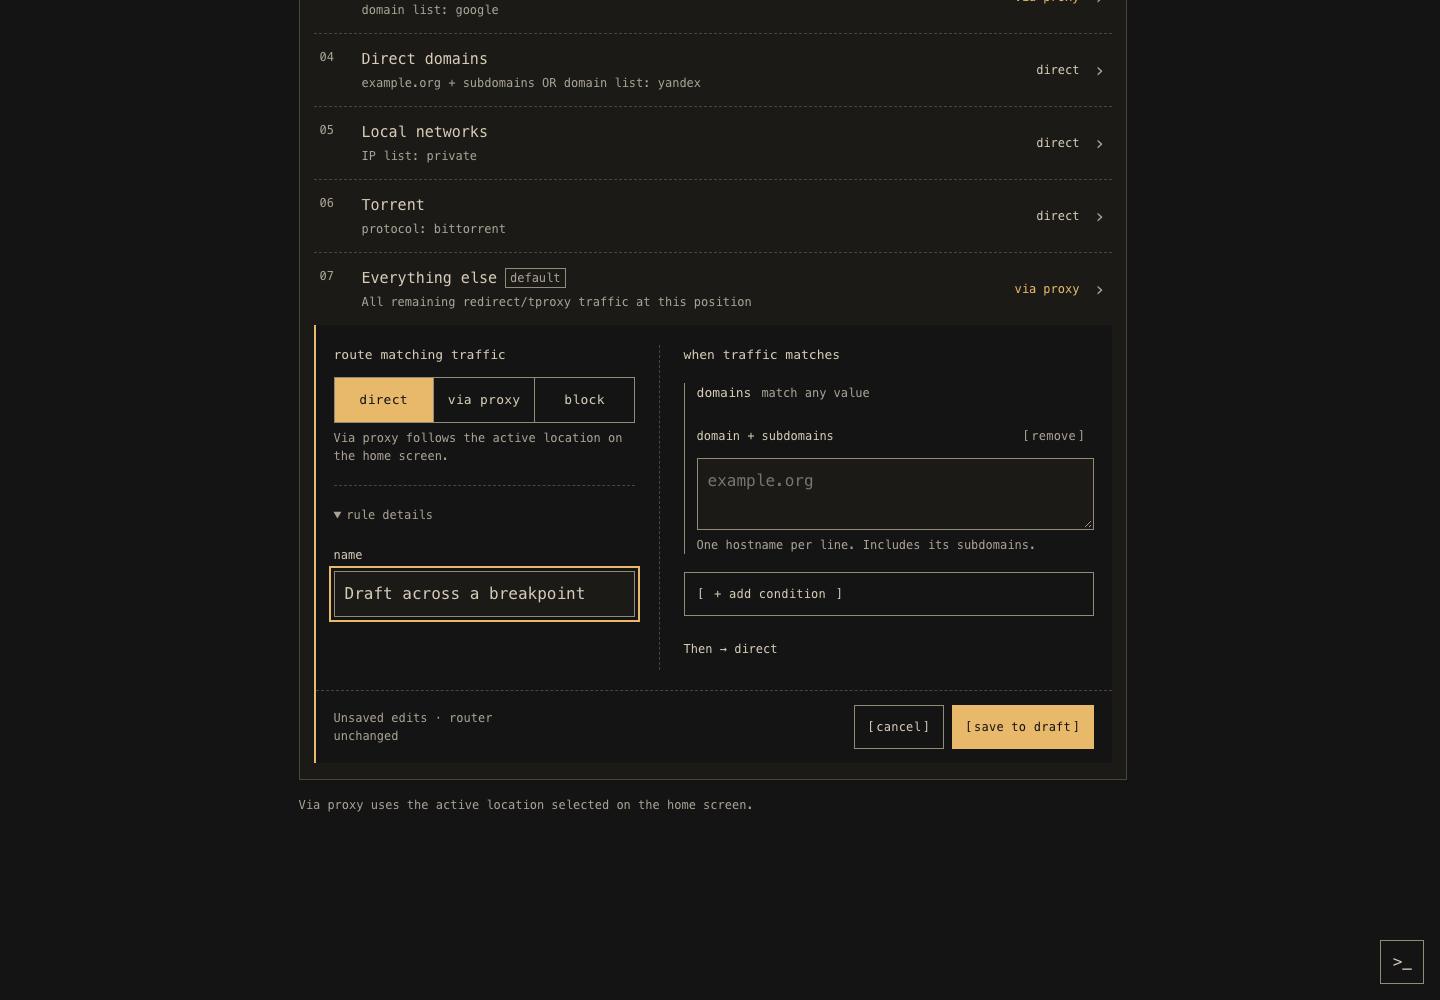 domain list: google
via proxy
04
Direct domains
example.org + subdomains OR domain list: yandex
direct
05
Local networks
IP list: private
direct
06
Torrent
protocol: bittorrent
direct
07
Everything else default
All remaining redirect/tproxy traffic at this position
via proxy
route matching traffic
direct via proxy block
Via proxy follows the active location on
the home screen.
▼ rule details
name
Draft across a breakpoint
when traffic matches
domains match any value
domain + subdomains [remove]
example.org
One hostname per line. Includes its subdomains.
[ + add condition ]
Then → direct
Unsaved edits · router
unchanged
[cancel] [save to draft]
Via proxy uses the active location selected on the home screen.
>_